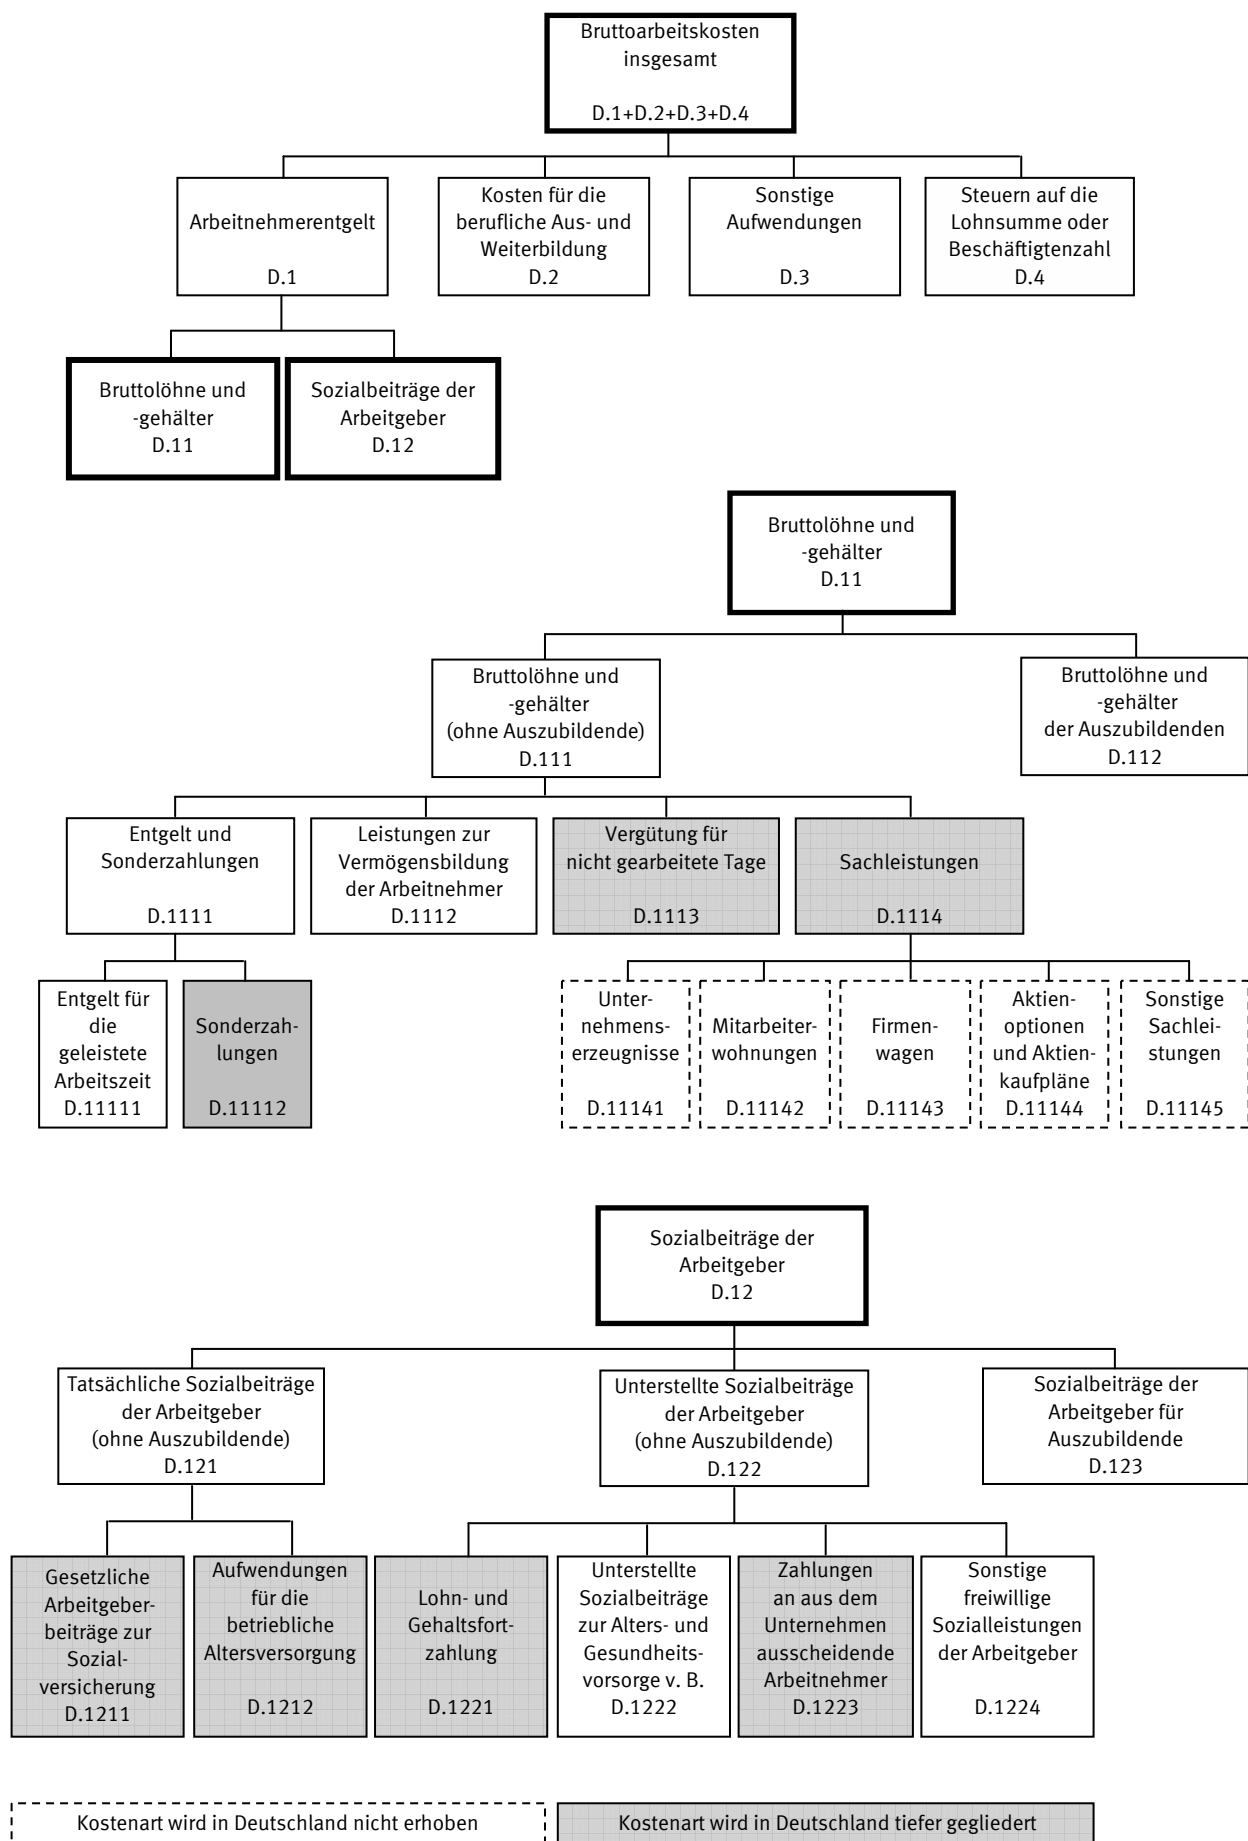 Bruttoarbeitskosten
insgesamt
D.1+D.2+D.3+D.4
Arbeitnehmerentgelt
D.1
Kosten für die
berufliche Aus- und
Weiterbildung
D.2
Sonstige
Aufwendungen
D.3
Steuern auf die
Lohnsumme oder
Beschäftigtenzahl
D.4
Bruttolöhne und
-gehälter
D.11
Sozialbeiträge der
Arbeitgeber
D.12
Bruttolöhne und
-gehälter
D.11
Bruttolöhne und
-gehälter
(ohne Auszubildende)
D.111
Bruttolöhne und
-gehälter
der Auszubildenden
D.112
Entgelt und
Sonderzahlungen
D.1111
Leistungen zur
Vermögensbildung
der Arbeitnehmer
D.1112
Vergütung für
nicht gearbeitete Tage
D.1113
Sachleistungen
D.1114
Entgelt für
die
geleistete
Arbeitszeit
D.11111
Sonderzah-
lungen
D.11112
Unter-
nehmens-
erzeugnisse
D.11141
Mitarbeiter-
wohnungen
D.11142
Firmen-
wagen
D.11143
Aktien-
optionen
und Aktien-
kaufpläne
D.11144
Sonstige
Sachlei-
stungen
D.11145
Sozialbeiträge der
Arbeitgeber
D.12
Tatsächliche Sozialbeiträge
der Arbeitgeber
(ohne Auszubildende)
D.121
Unterstellte Sozialbeiträge
der Arbeitgeber
(ohne Auszubildende)
D.122
Sozialbeiträge der
Arbeitgeber für
Auszubildende
D.123
Gesetzliche
Arbeitgeber-
beiträge zur
Sozial-
versicherung
D.1211
Aufwendungen
für die
betriebliche
Altersversorgung
D.1212
Lohn- und
Gehaltsfort-
zahlung
D.1221
Unterstellte
Sozialbeiträge
zur Alters- und
Gesundheits-
vorsorge v. B.
D.1222
Zahlungen
an aus dem
Unternehmen
ausscheidende
Arbeitnehmer
D.1223
Sonstige
freiwillige
Sozialleistungen
der Arbeitgeber
D.1224
Kostenart wird in Deutschland nicht erhoben
Kostenart wird in Deutschland tiefer gegliedert